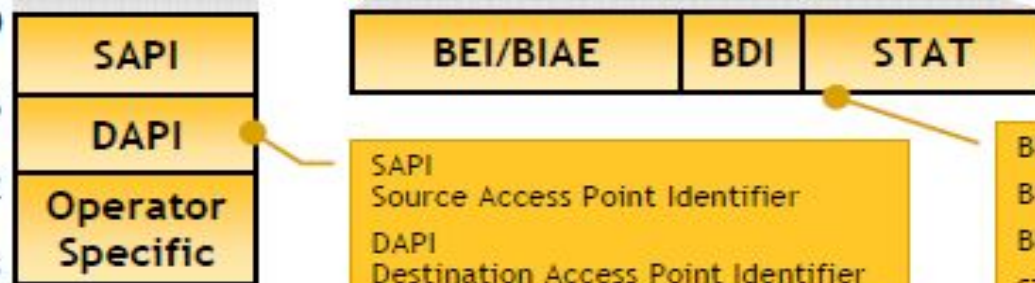 SAPI
DAPI
Operator
Specific
BEI/BIAE
BDI
STAT
SAPI
Source Access Point Identifier
DAPI
Destination Access Point Identifier
B
B
B